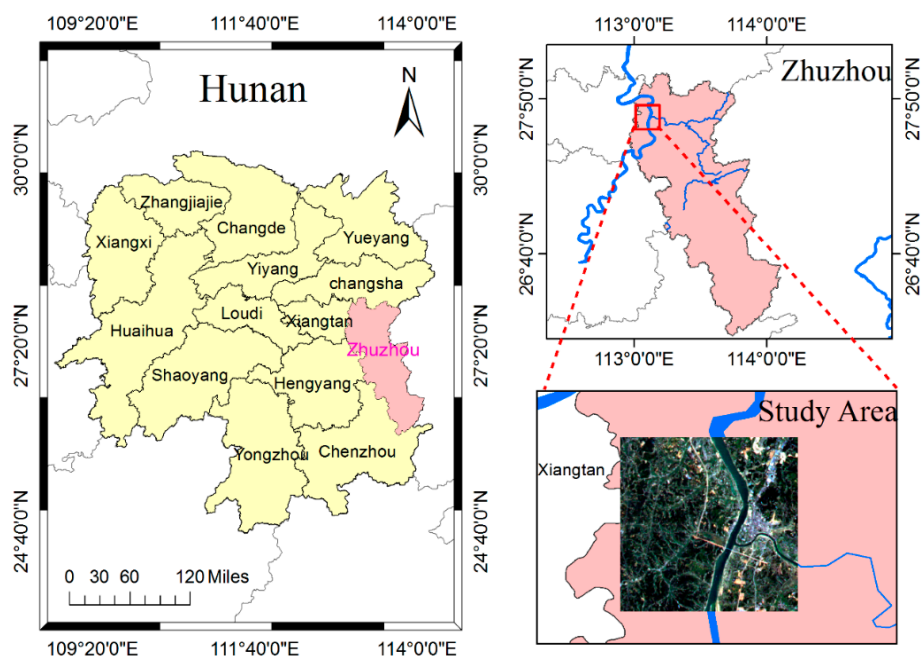 109°20'0"E 111°40'0"E 114°0'0"E
Hunan
N
30°0'0"N
27°20'0"N
24°40'0"N
30°0'0"N
27°20'0"N
24°40'0"N
Zhangjiajie
Xiangxi
Changde
Yueyang
Yiyang
changsha
Loudi
Xiangtan
Huaihua
Zhuzhou
Shaoyang
Hengyang
Yongzhou
Chenzhou
0 30 60 120 Miles
109°20'0"E 111°40'0"E 114°0'0"E
113°0'0"E 114°0'0"E
Zhuzhou
27°50'0"N
26°40'0"N
27°50'0"N
26°40'0"N
113°0'0"E 114°0'0"E
Study Area
Xiangtan